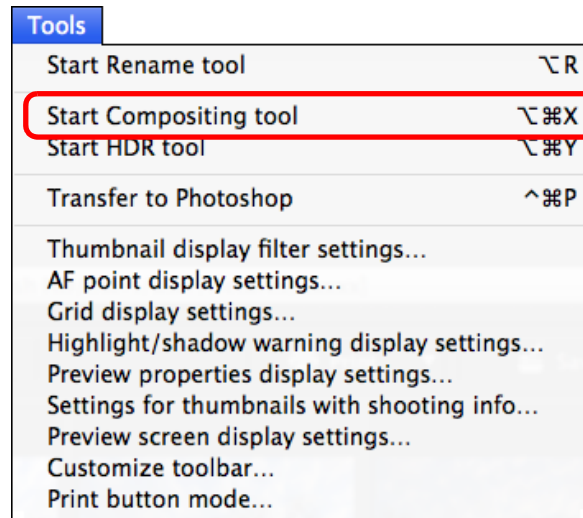 Tools
Start Rename tool ⌥R
Start Compositing tool ⌥⌘X
Start HDR tool ⌥⌘Y
Transfer to Photoshop ^⌘P
Thumbnail display filter settings...
AF point display settings...
Grid display settings...
Highlight/shadow warning display settings...
Preview properties display settings...
Settings for thumbnails with shooting info...
Preview screen display settings...
Customize toolbar...
Print button mode...